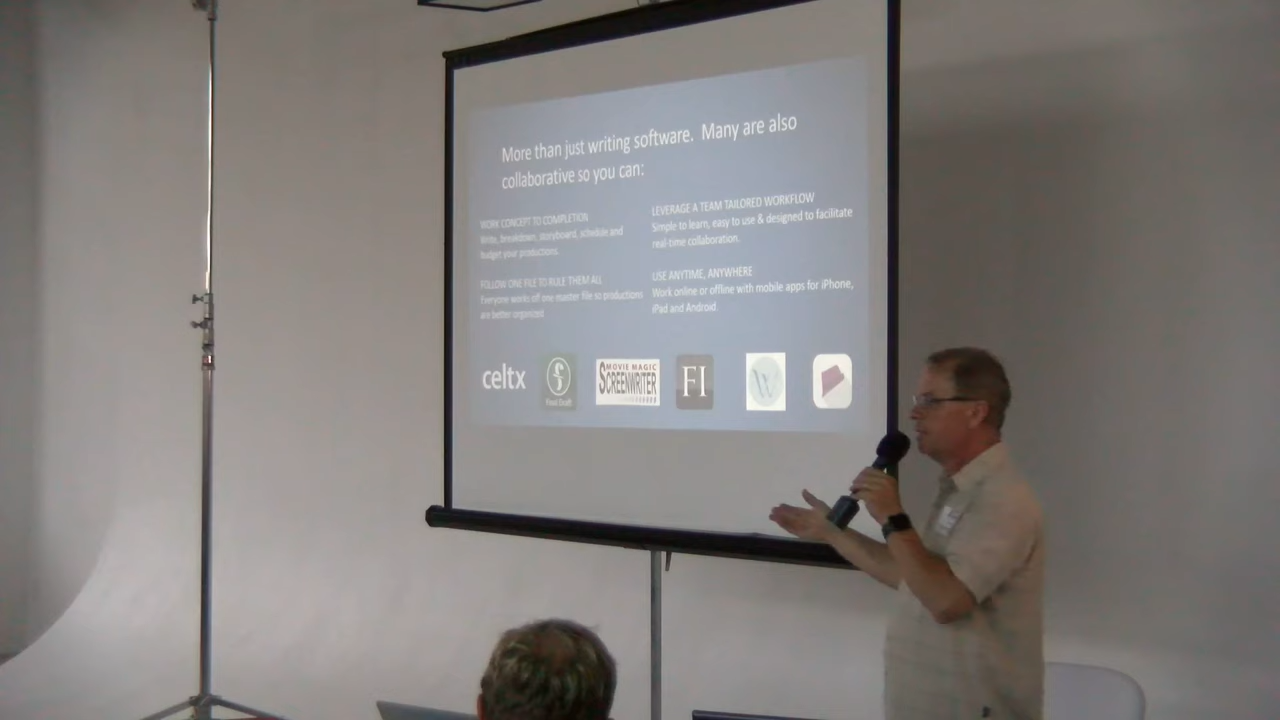 More than just writing software. Many are also
collaborative so you can:
WORK CONCEPT TO COMPLETION
Write, breakdown, storyboard, schedule and
budget your productions.
FOLLOW ONE FILE TO RULE THEM ALL
Everyone works off one master file so productions
are better organized
LEVERAGE A TEAM TAILORED WORKFLOW
Simple to learn, easy to use & designed to facilitate
real-time collaboration.
USE ANYTIME, ANYWHERE
Work online or offline with mobile apps for iPhone,
iPad and Android.
celtx
Final Draft
MOVIE MAGIC
SCREENWRITER
FI
W